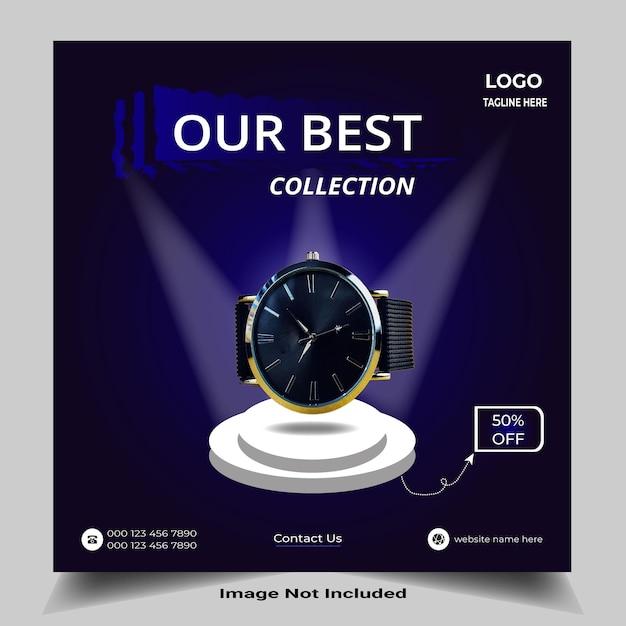 LOGO
TAGLINE HERE
OUR BEST
COLLECTION
50%
OFF
000 123 456 7890
000 123 456 7890
Contact Us
website name here
Image Not Included